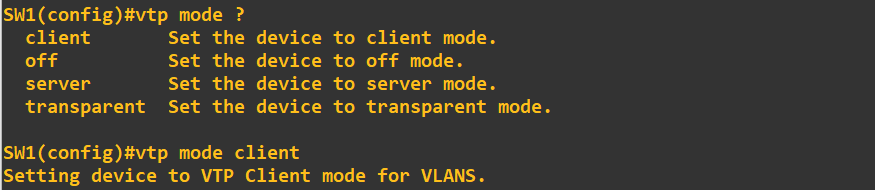 SW1(config)#vtp mode ?
  client       Set the device to client mode.
  off          Set the device to off mode.
  server       Set the device to server mode.
  transparent  Set the device to transparent mode.

SW1(config)#vtp mode client
Setting device to VTP Client mode for VLANS.